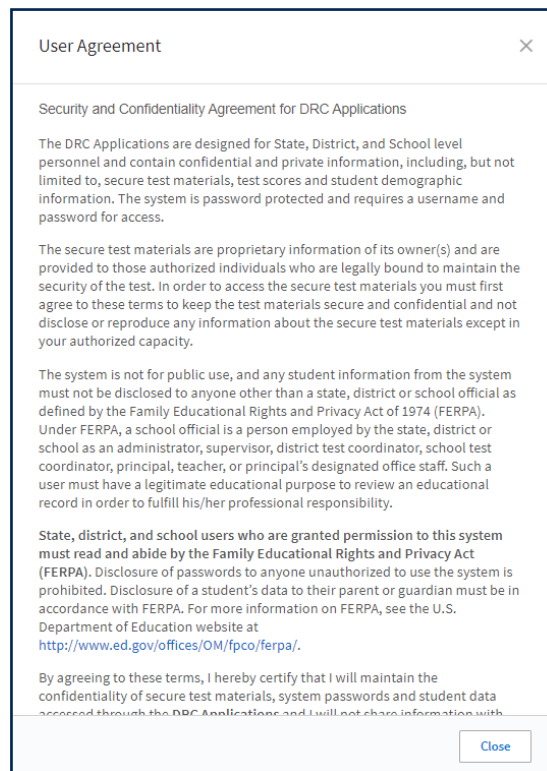 User Agreement
Security and Confidentiality Agreement for DRC Applications
The DRC Applications are designed for State, District, and School level
personnel and contain confidential and private information, including, but not
limited to, secure test materials, test scores and student demographic
information. The system is password protected and requires a username and
password for access.
The secure test materials are proprietary information of its owner(s) and are
provided to those authorized individuals who are legally bound to maintain the
security of the test. In order to access the secure test materials you must first
agree to these terms to keep the test materials secure and confidential and not
disclose or reproduce any information about the secure test materials except in
your authorized capacity.
The system is not for public use, and any student information from the system
must not be disclosed to anyone other than a state, district or school official as
defined by the Family Educational Rights and Privacy Act of 1974 (FERPA).
Under FERPA, a school official is a person employed by the state, district or
school as an administrator, supervisor, district test coordinator, school test
coordinator, principal, teacher, or principal's designated office staff. Such a
user must have a legitimate educational purpose to review an educational
record in order to fulfill his/her professional responsibility.
State, district, and school users who are granted permission to this system
must read and abide by the Family Educational Rights and Privacy Act
(FERPA). Disclosure of passwords to anyone unauthorized to use the system is
prohibited. Disclosure of a student's data to their parent or guardian must be in
accordance with FERPA. For more information on FERPA, see the U.S.
Department of Education website at
http://www.ed.gov/offices/OM/fpco/ferpa/.
By agreeing to these terms, I hereby certify that I will maintain the
confidentiality of secure test materials, system passwords and student data
accessed through the DRC Applications and I will not share information with
Close